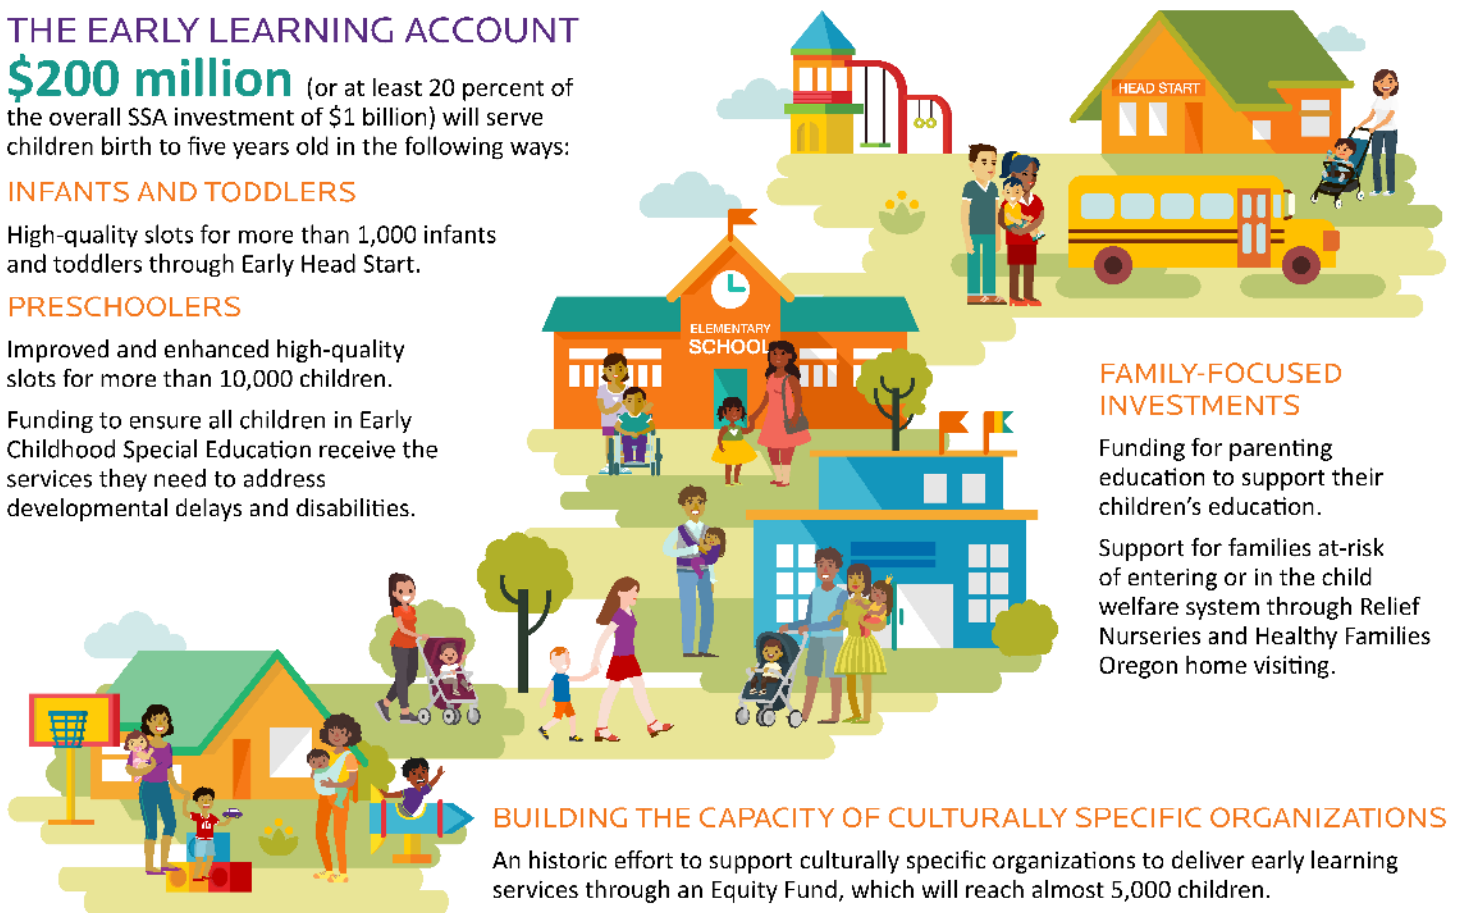 THE EARLY LEARNING ACCOUNT
$200 million (or at least 20 percent of
the overall SSA investment of $1 billion) will serve
children birth to five years old in the following ways:
INFANTS AND TODDLERS
High-quality slots for more than 1,000 infants
and toddlers through Early Head Start.
PRESCHOOLERS
Improved and enhanced high-quality
slots for more than 10,000 children.
Funding to ensure all children in Early
Childhood Special Education receive the
services they need to address
developmental delays and disabilities.
HEAD START
ELEMENTARY
SCHOOL
FAMILY-FOCUSED
INVESTMENTS
Funding for parenting
education to support their
children's education.
Support for families at-risk
of entering or in the child
welfare system through Relief
Nurseries and Healthy Families
Oregon home visiting.
BUILDING THE CAPACITY OF CULTURALLY SPECIFIC ORGANIZATIONS
An historic effort to support culturally specific organizations to deliver early learning
services through an Equity Fund, which will reach almost 5,000 children.